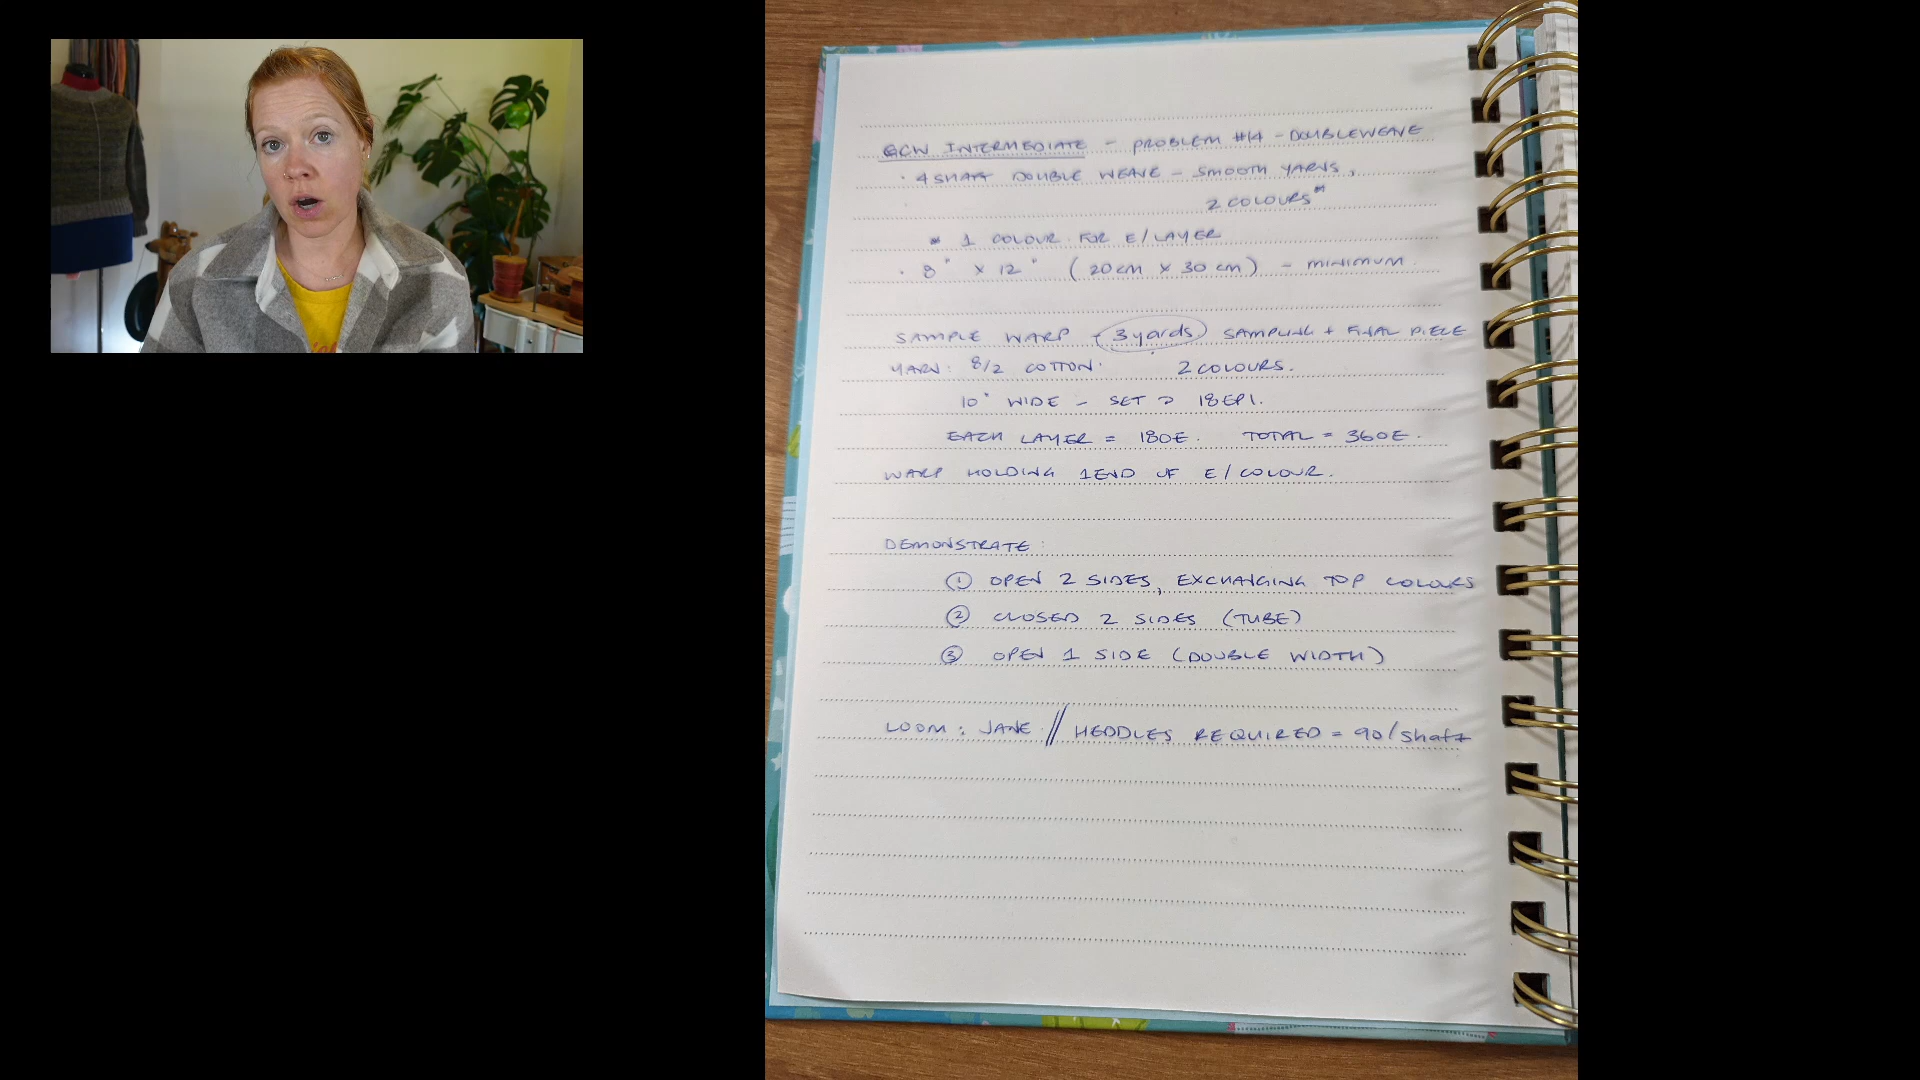 GCW INTERMEDIATE - PROBLEM #14 - DOUBLEWEAVE
· 4 SHAFT DOUBLE WEAVE - SMOOTH YARNS,
2 COLOURS*
* 1 COLOUR FOR E/LAYER
· 8" x 12" (20cm x 30cm) - MINIMUM.
SAMPLE WARP - 3 yards SAMPLING + FINAL PIECE
YARN: 8/2 COTTON. 2 COLOURS.
10" WIDE - SET @ 18EPI.
EACH LAYER = 180E. TOTAL = 360E.
WARP HOLDING 1 END OF E/COLOUR.
DEMONSTRATE:
① OPEN 2 SIDES, EXCHANGING TOP COLOURS
② CLOSED 2 SIDES (TUBE)
③ OPEN 1 SIDE (DOUBLE WIDTH)
LOOM: JANE // HEDDLES REQUIRED = 90/shaft